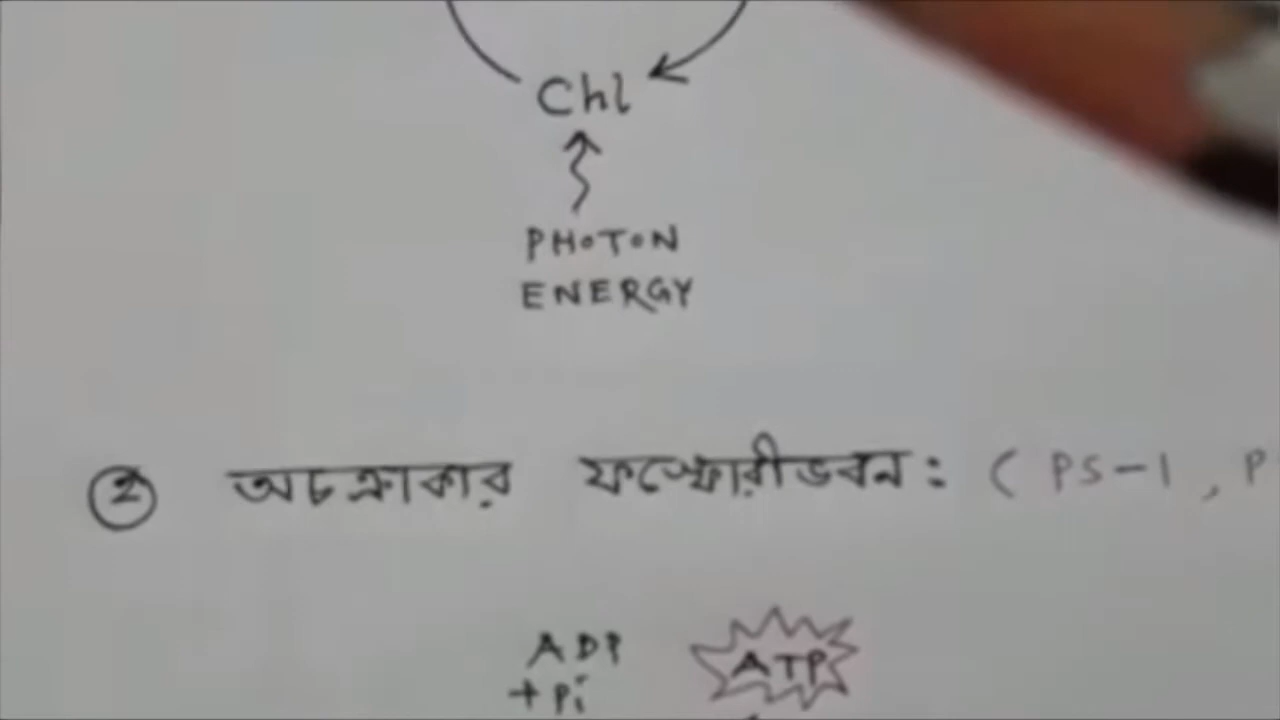 Chl
PHOTON
ENERGY
② অচক্রাকার ফস্ফোরীভবন : ( PS-1 , P
ADP ATP
+ Pi